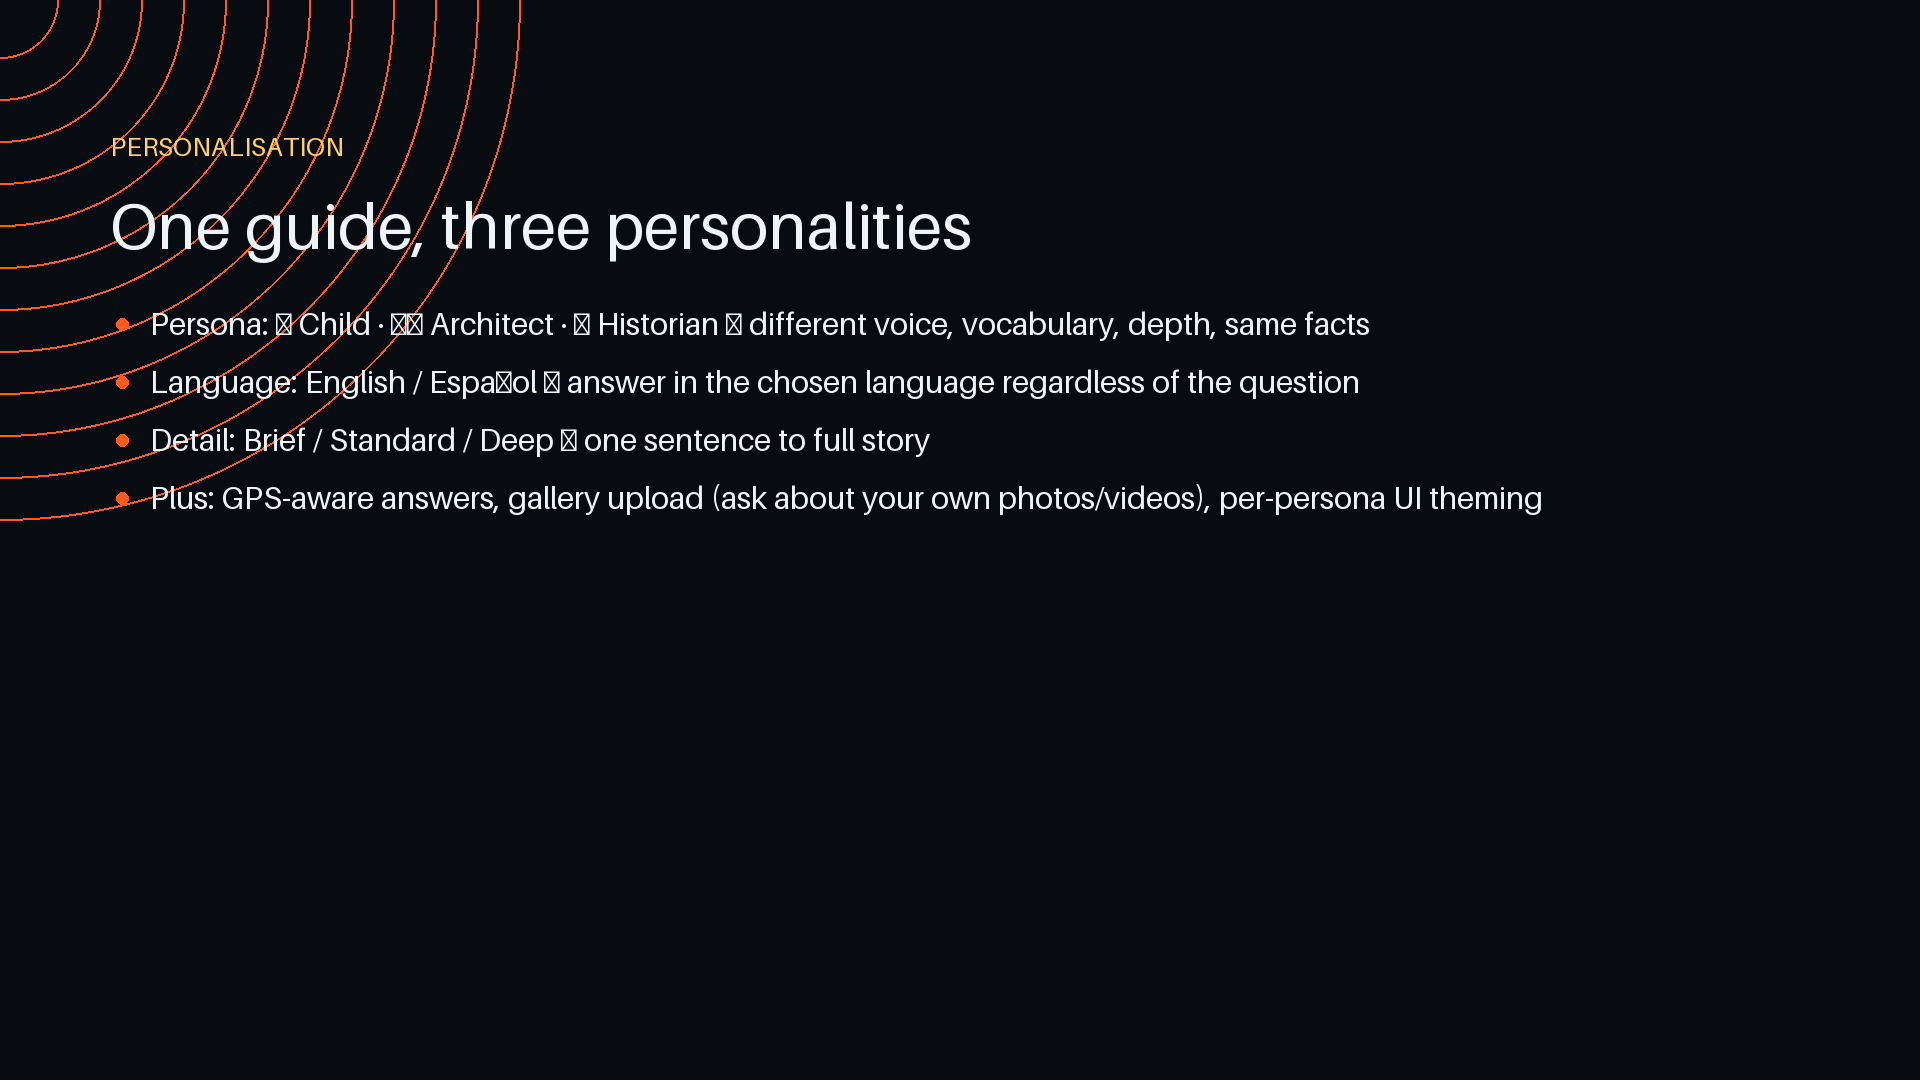 PERSONALISATION
One guide, three personalities
Persona: Child · Architect · Historian different voice, vocabulary, depth, same facts
Language: English / answer in the chosen language regardless of the question
Detail: Brief / Standard / Deep one sentence to full story
Plus: GPS-aware answers, gallery upload (ask about your own photos/videos), per-persona UI theming